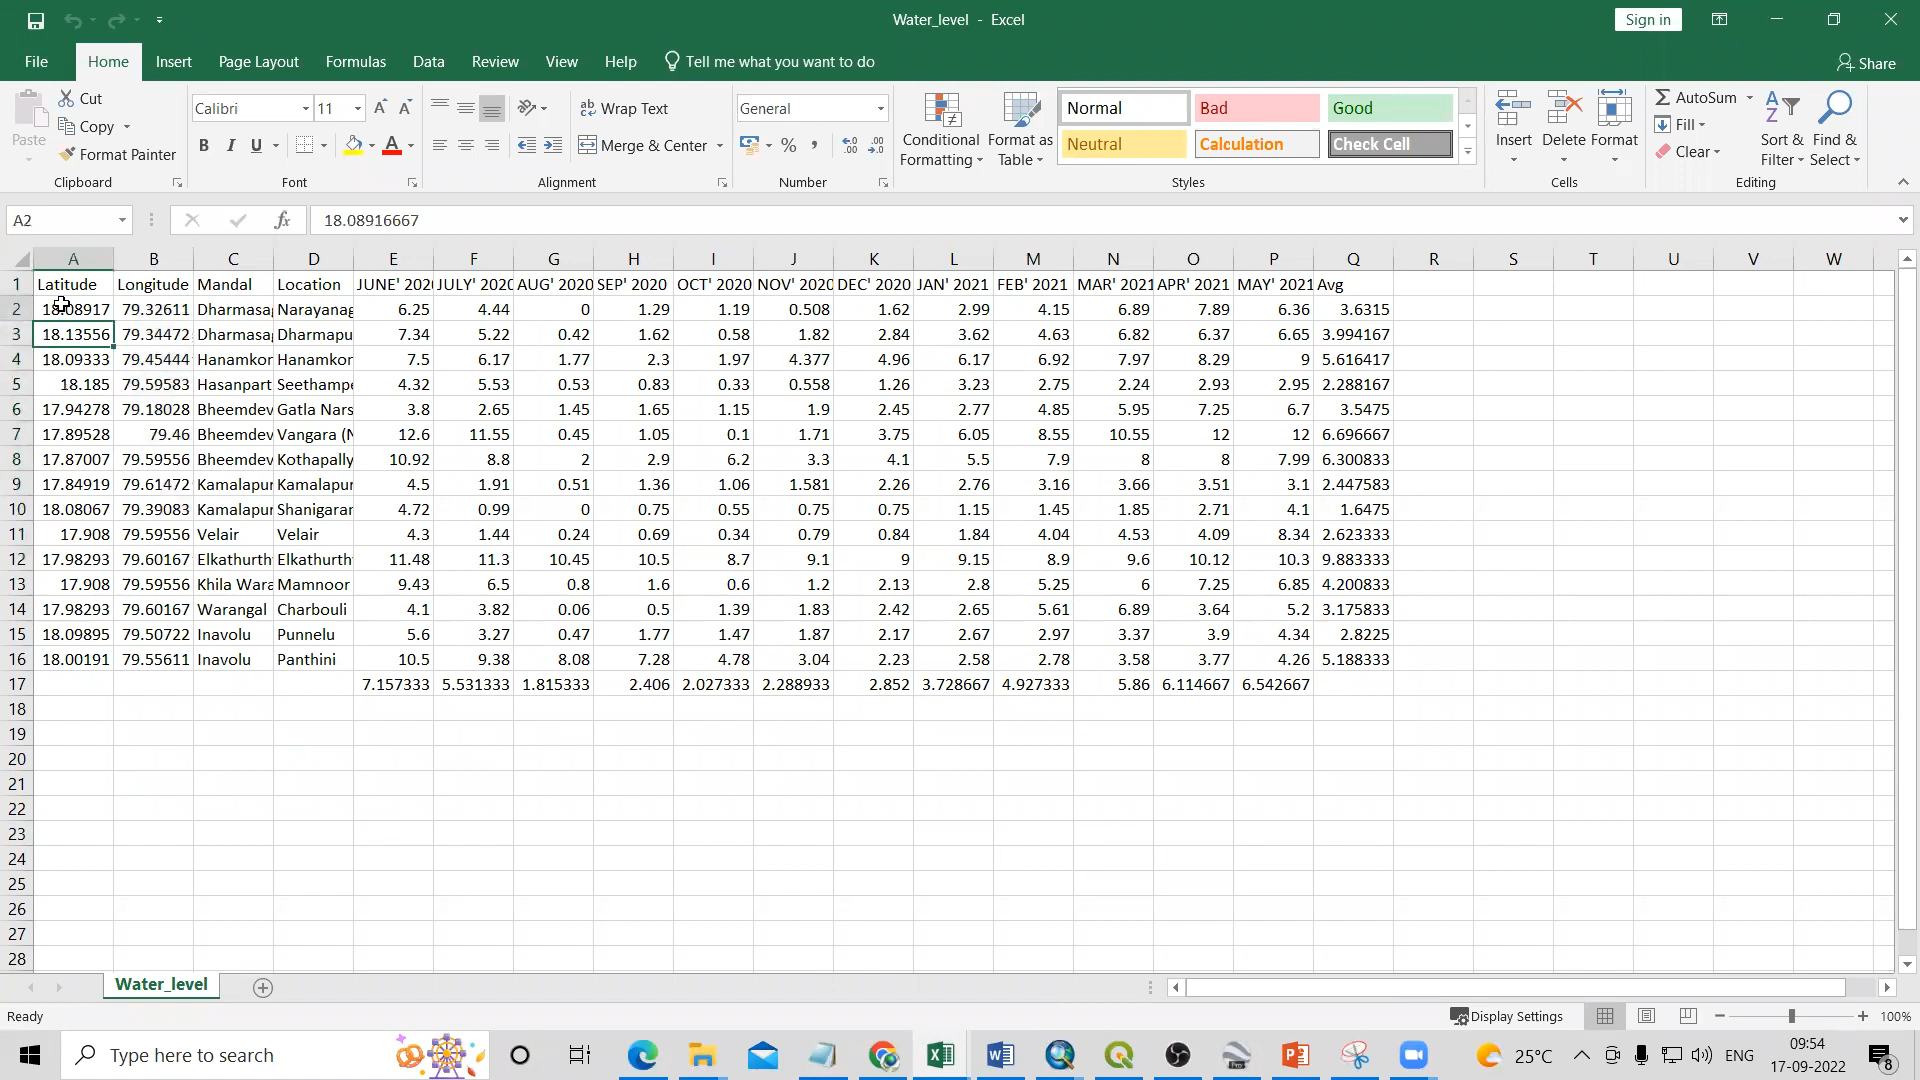 Water_level - Excel
Sign in
File Home Insert Page Layout Formulas Data Review View Help Tell me what you want to do Share
Paste Cut Copy Format Painter Clipboard
Calibri 11 Font
Wrap Text Merge & Center Alignment
General Number
Conditional Formatting Format as Table
Normal Bad Good
Neutral Calculation Check Cell
Styles
Insert Delete Format Cells
AutoSum Fill Clear Sort & Filter Find & Select Editing
A2 fx 18.08916667
A B C D E F G H I J K L M N O P Q R S T U V W
1 Latitude Longitude Mandal Location JUNE' 2020 JULY' 2020 AUG' 2020 SEP' 2020 OCT' 2020 NOV' 2020 DEC' 2020 JAN' 2021 FEB' 2021 MAR' 2021 APR' 2021 MAY' 2021 Avg
2 18.08917 79.32611 Dharmasag Narayanag 6.25 4.44 0 1.29 1.19 0.508 1.62 2.99 4.15 6.89 7.89 6.36 3.6315
3 18.13556 79.34472 Dharmasag Dharmapu 7.34 5.22 0.42 1.62 0.58 1.82 2.84 3.62 4.63 6.82 6.37 6.65 3.994167
4 18.09333 79.45444 Hanamkor Hanamkor 7.5 6.17 1.77 2.3 1.97 4.377 4.96 6.17 6.92 7.97 8.29 9 5.616417
5 18.185 79.59583 Hasanpart Seethampe 4.32 5.53 0.53 0.83 0.33 0.558 1.26 3.23 2.75 2.24 2.93 2.95 2.288167
6 17.94278 79.18028 Bheemdev Gatla Nars 3.8 2.65 1.45 1.65 1.15 1.9 2.45 2.77 4.85 5.95 7.25 6.7 3.5475
7 17.89528 79.46 Bheemdev Vangara (N 12.6 11.55 0.45 1.05 0.1 1.71 3.75 6.05 8.55 10.55 12 12 6.696667
8 17.87007 79.59556 Bheemdev Kothapally 10.92 8.8 2 2.9 6.2 3.3 4.1 5.5 7.9 8 8 7.99 6.300833
9 17.84919 79.61472 Kamalapur Kamalapur 4.5 1.91 0.51 1.36 1.06 1.581 2.26 2.76 3.16 3.66 3.51 3.1 2.447583
10 18.08067 79.39083 Kamalapur Shanigarar 4.72 0.99 0 0.75 0.55 0.75 0.75 1.15 1.45 1.85 2.71 4.1 1.6475
11 17.908 79.59556 Velair Velair 4.3 1.44 0.24 0.69 0.34 0.79 0.84 1.84 4.04 4.53 4.09 8.34 2.623333
12 17.98293 79.60167 Elkathurth Elkathurth 11.48 11.3 10.45 10.5 8.7 9.1 9 9.15 8.9 9.6 10.12 10.3 9.883333
13 17.908 79.59556 Khila Wara Mamnoor 9.43 6.5 0.8 1.6 0.6 1.2 2.13 2.8 5.25 6 7.25 6.85 4.200833
14 17.98293 79.60167 Warangal Charbouli 4.1 3.82 0.06 0.5 1.39 1.83 2.42 2.65 5.61 6.89 3.64 5.2 3.175833
15 18.09895 79.50722 Inavolu Punnelu 5.6 3.27 0.47 1.77 1.47 1.87 2.17 2.67 2.97 3.37 3.9 4.34 2.8225
16 18.00191 79.55611 Inavolu Panthini 10.5 9.38 8.08 7.28 4.78 3.04 2.23 2.58 2.78 3.58 3.77 4.26 5.188333
17 7.157333 5.531333 1.815333 2.406 2.027333 2.288933 2.852 3.728667 4.927333 5.86 6.114667 6.542667
18
19
20
21
22
23
24
25
26
27
28
Water_level
Ready Display Settings 100%
Type here to search 25°C ENG 09:54
17-09-2022 8